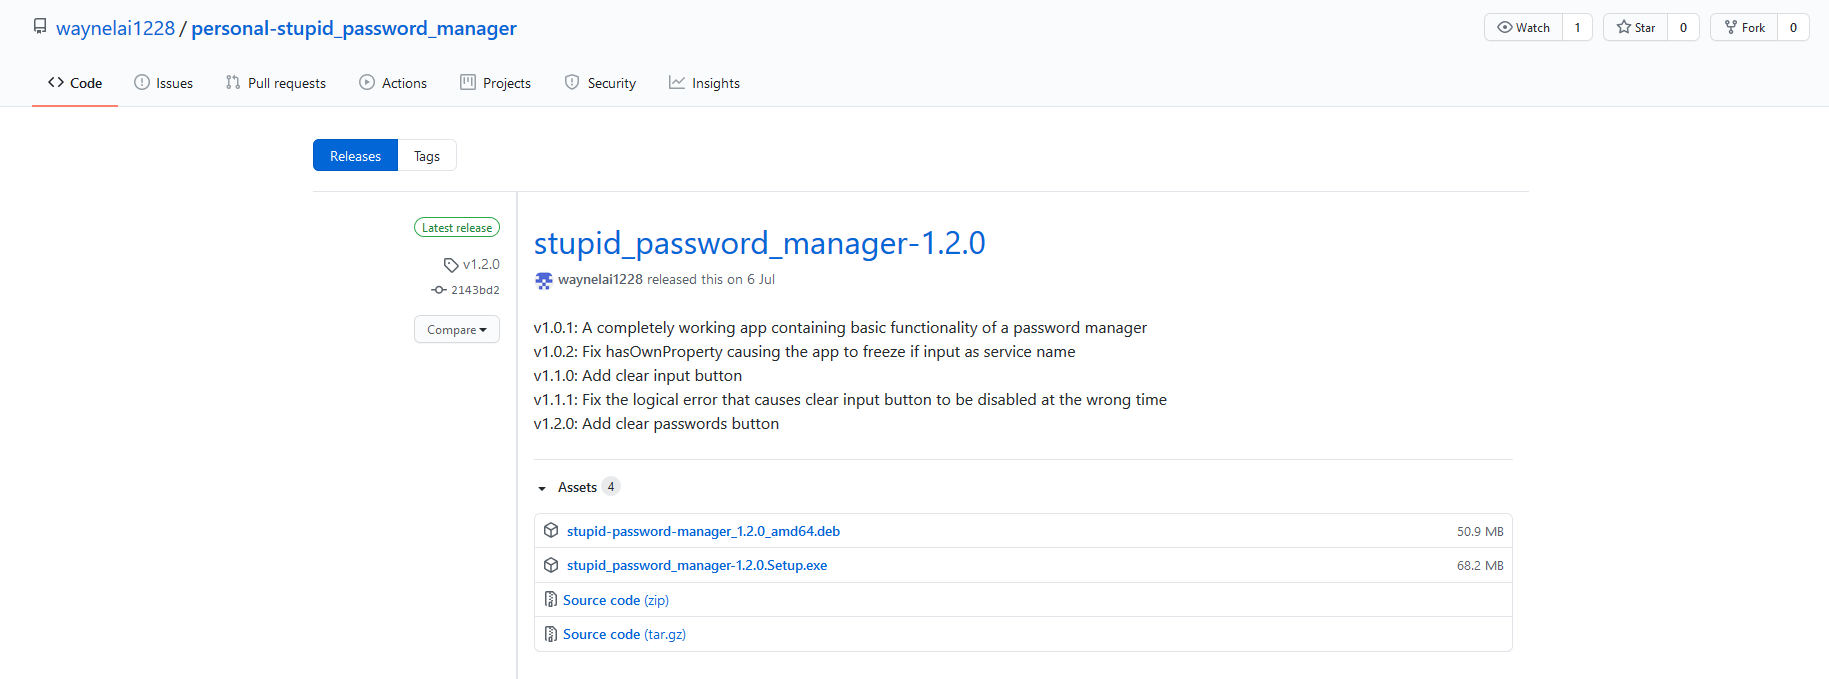 waynelai1228 / personal-stupid_password_manager
Watch 1 Star 0 Fork 0
Code Issues Pull requests Actions Projects Security Insights
Releases Tags
Latest release
v1.2.0
2143bd2
Compare
stupid_password_manager-1.2.0
waynelai1228 released this on 6 Jul
v1.0.1: A completely working app containing basic functionality of a password manager
v1.0.2: Fix hasOwnProperty causing the app to freeze if input as service name
v1.1.0: Add clear input button
v1.1.1: Fix the logical error that causes clear input button to be disabled at the wrong time
v1.2.0: Add clear passwords button
Assets 4
stupid-password-manager_1.2.0_amd64.deb 50.9 MB
stupid_password_manager-1.2.0.Setup.exe 68.2 MB
Source code (zip)
Source code (tar.gz)